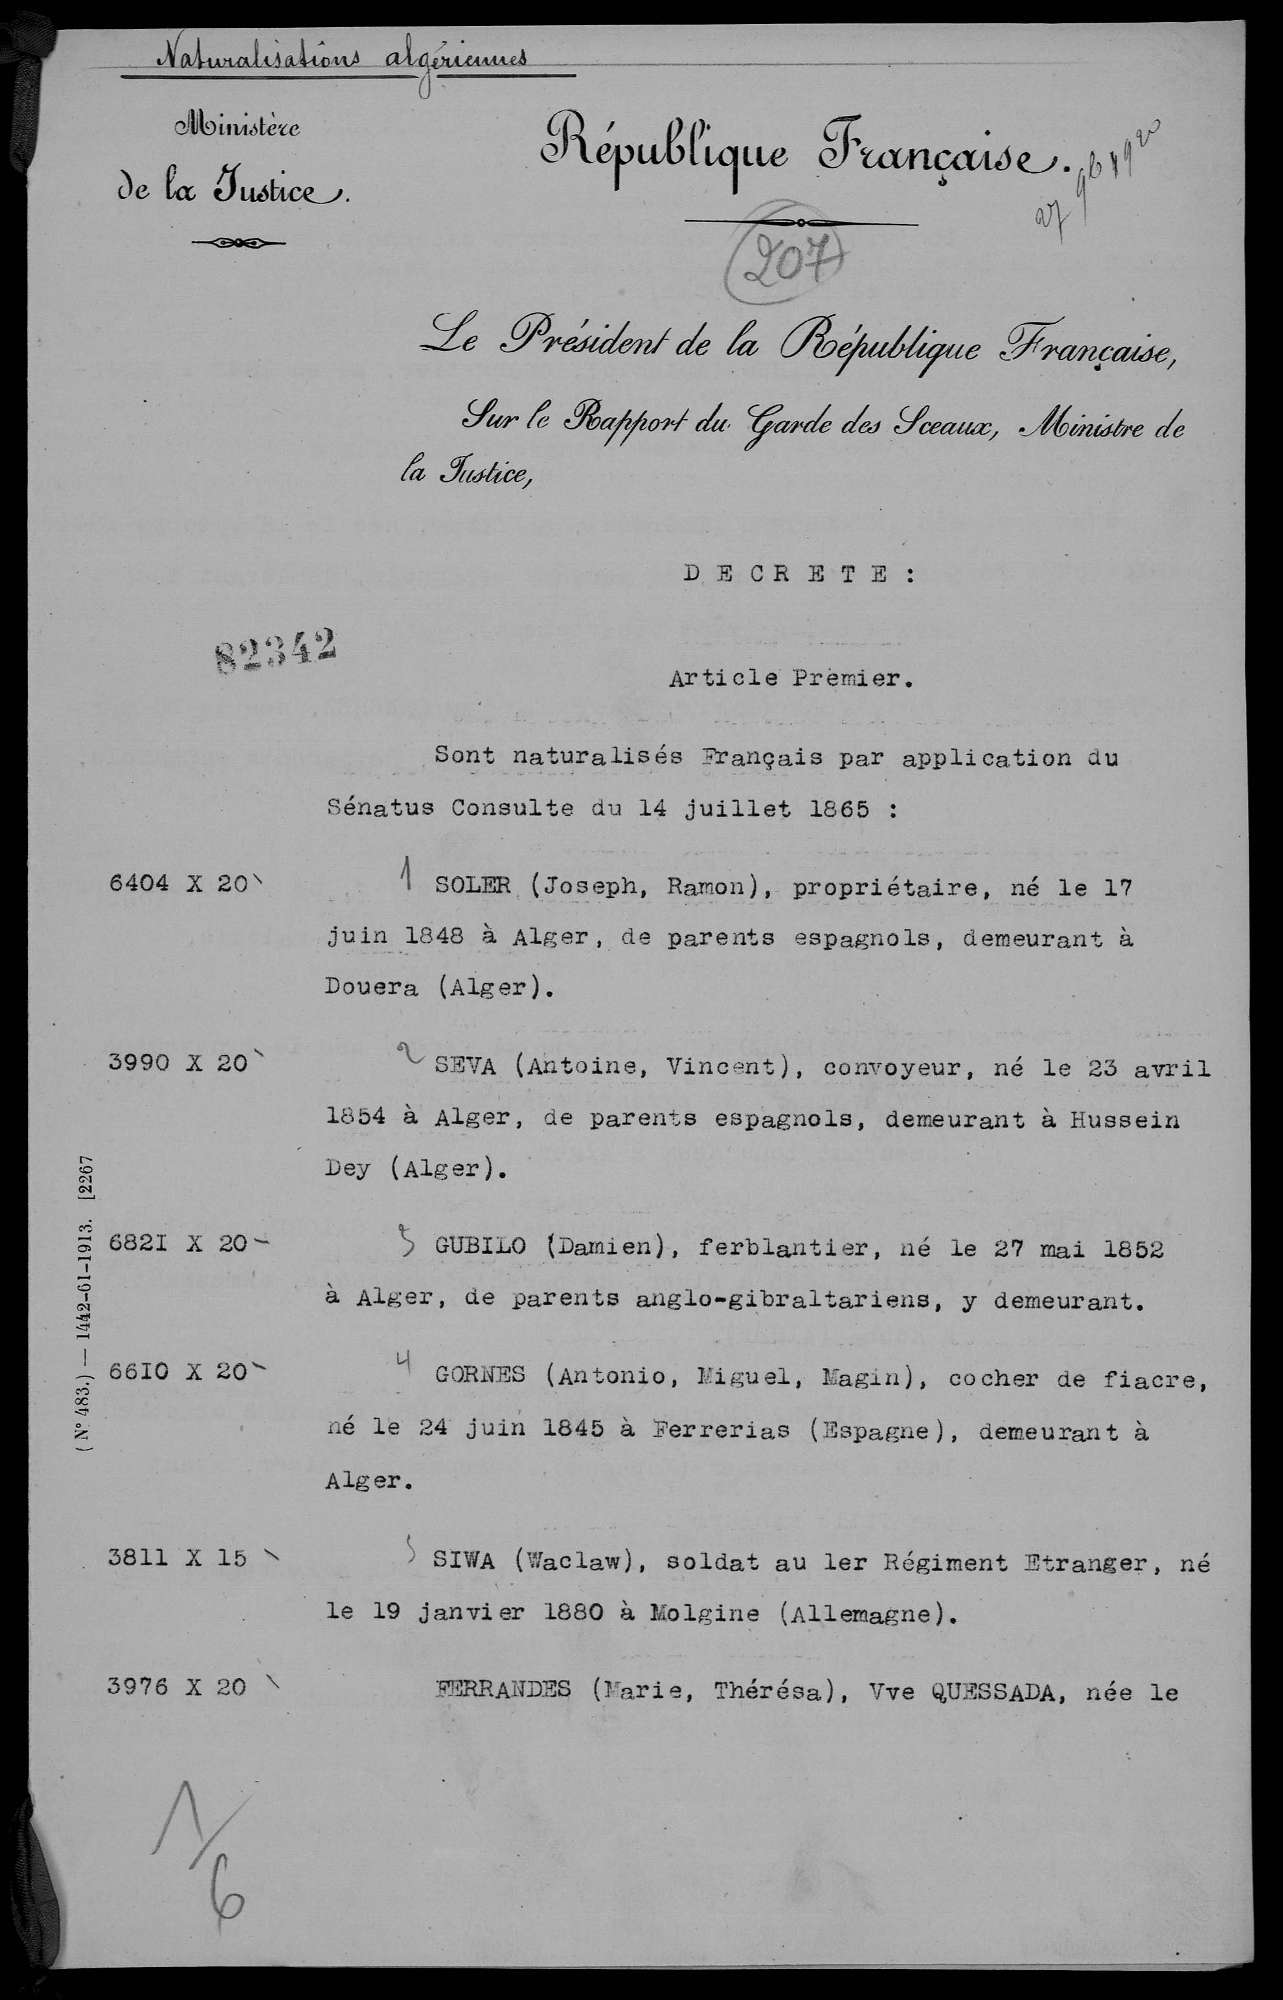 Naturalisations algériennes
Ministère
de la Justice.
République Française.
207
Le Président de la République Française,
Sur le Rapport du Garde des Sceaux, Ministre de
la Justice,
D E C R E T E :
82342
Article Premier.
Sont naturalisés Français par application du
Sénatus Consulte du 14 juillet 1865 :
6404 X 20 1 SOLER (Joseph, Ramon), propriétaire, né le 17
juin 1848 à Alger, de parents espagnols, demeurant à
Douera (Alger).
3990 X 20 2 SEVA (Antoine, Vincent), convoyeur, né le 23 avril
1854 à Alger, de parents espagnols, demeurant à Hussein
Dey (Alger).
682I X 20 3 GUBILO (Damien), ferblantier, né le 27 mai 1852
à Alger, de parents anglo-gibraltariens, y demeurant.
66I0 X 20 4 GORNES (Antonio, Miguel, Magin), cocher de fiacre,
né le 24 juin 1845 à Ferrerias (Espagne), demeurant à
Alger.
3811 X 15 5 SIWA (Waclaw), soldat au 1er Régiment Etranger, né
le 19 janvier 1880 à Molgine (Allemagne).
3976 X 20 FERRANDES (Marie, Thérésa), Vve QUESSADA, née le
(N° 483.) — 1442-61-1913. [2267
1/6